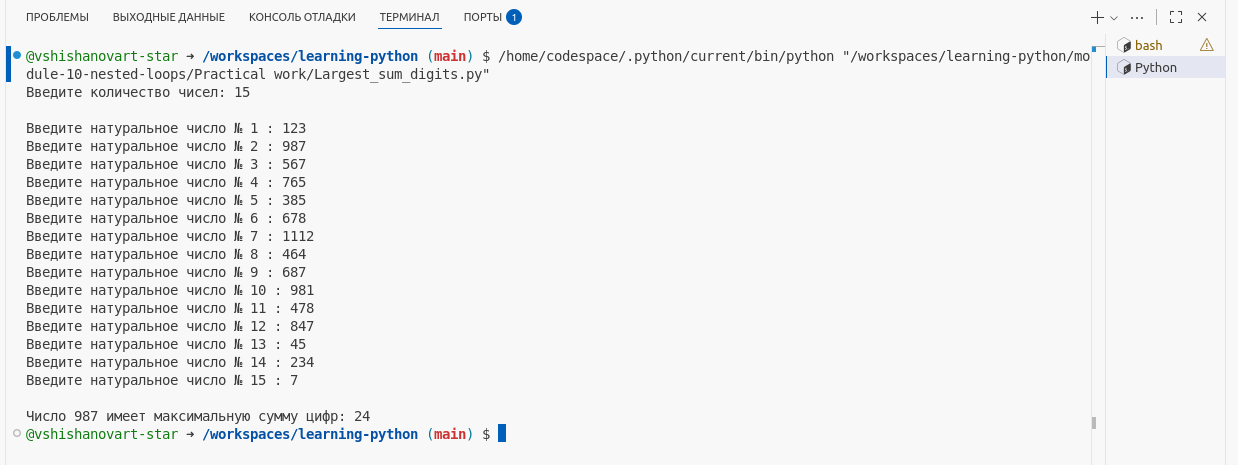 ПРОБЛЕМЫ ВЫХОДНЫЕ ДАННЫЕ КОНСОЛЬ ОТЛАДКИ ТЕРМИНАЛ ПОРТЫ 1
@vshishanovart-star → /workspaces/learning-python (main) $ /home/codespace/.python/current/bin/python "/workspaces/learning-python/mo
dule-10-nested-loops/Practical work/Largest_sum_digits.py"
Введите количество чисел: 15
Введите натуральное число № 1 : 123
Введите натуральное число № 2 : 987
Введите натуральное число № 3 : 567
Введите натуральное число № 4 : 765
Введите натуральное число № 5 : 385
Введите натуральное число № 6 : 678
Введите натуральное число № 7 : 1112
Введите натуральное число № 8 : 464
Введите натуральное число № 9 : 687
Введите натуральное число № 10 : 981
Введите натуральное число № 11 : 478
Введите натуральное число № 12 : 847
Введите натуральное число № 13 : 45
Введите натуральное число № 14 : 234
Введите натуральное число № 15 : 7
Число 987 имеет максимальную сумму цифр: 24
@vshishanovart-star → /workspaces/learning-python (main) $
bash
Python